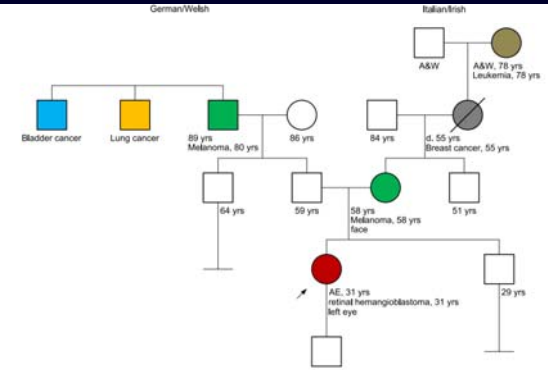 German/Welsh
Italian/Irish
A&W
A&W, 78 yrs
Leukemia, 78 yrs
Bladder cancer
Lung cancer
89 yrs
Melanoma, 80 yrs
86 yrs
84 yrs
d. 55 yrs
Breast cancer, 55 yrs
64 yrs
59 yrs
58 yrs
Melanoma, 58 yrs
face
51 yrs
AE, 31 yrs
retinal hemangioblastoma, 31 yrs
left eye
29 yrs